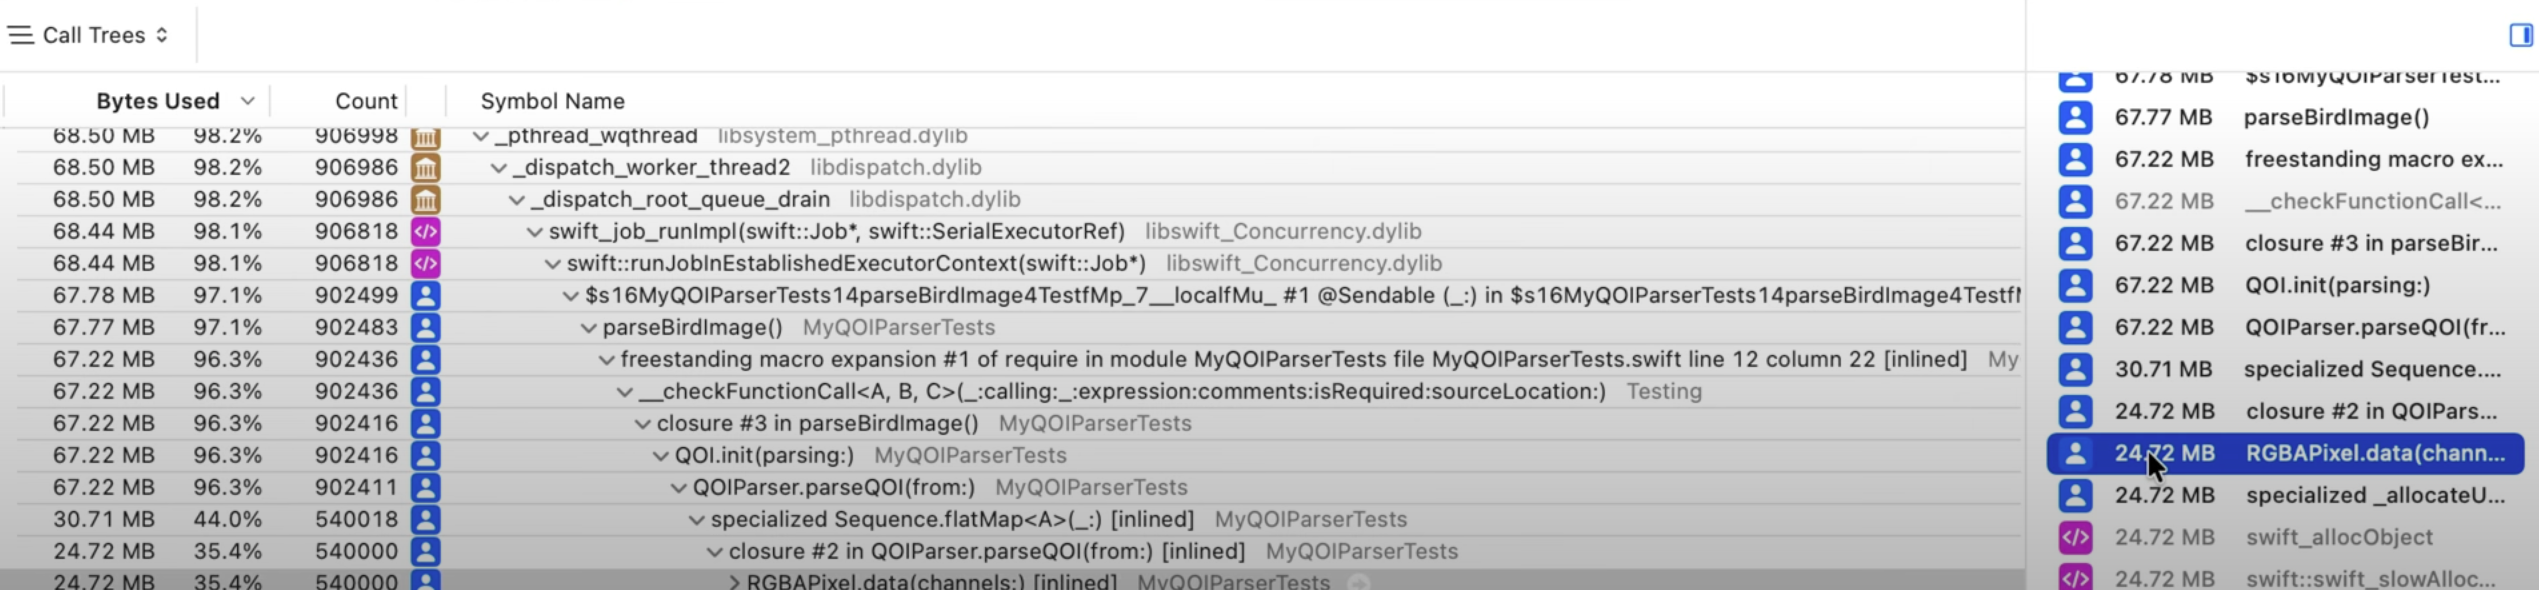 Call Trees
Bytes Used Count Symbol Name
68.50 MB 98.2% 906998 _pthread_wqthread libsystem_pthread.dylib
68.50 MB 98.2% 906986 _dispatch_worker_thread2 libdispatch.dylib
68.50 MB 98.2% 906986 _dispatch_root_queue_drain libdispatch.dylib
68.44 MB 98.1% 906818 swift_job_runImpl(swift::Job*, swift::SerialExecutorRef) libswift_Concurrency.dylib
68.44 MB 98.1% 906818 swift::runJobInEstablishedExecutorContext(swift::Job*) libswift_Concurrency.dylib
67.78 MB 97.1% 902499 $s16MyQOIParserTests14parseBirdImage4TestfMp_7__localfMu_ #1 @Sendable (_:) in $s16MyQOIParserTests14parseBirdImage4Testf
67.77 MB 97.1% 902483 parseBirdImage() MyQOIParserTests
67.22 MB 96.3% 902436 freestanding macro expansion #1 of require in module MyQOIParserTests file MyQOIParserTests.swift line 12 column 22 [inlined] My
67.22 MB 96.3% 902436 __checkFunctionCall<A, B, C>(_:calling:_:expression:comments:isRequired:sourceLocation:) Testing
67.22 MB 96.3% 902416 closure #3 in parseBirdImage() MyQOIParserTests
67.22 MB 96.3% 902416 QOI.init(parsing:) MyQOIParserTests
67.22 MB 96.3% 902411 QOIParser.parseQOI(from:) MyQOIParserTests
30.71 MB 44.0% 540018 specialized Sequence.flatMap<A>(_:) [inlined] MyQOIParserTests
24.72 MB 35.4% 540000 closure #2 in QOIParser.parseQOI(from:) [inlined] MyQOIParserTests
24.72 MB 35.4% 540000 RGBAPixel.data(channels:) [inlined] MyQOIParserTests
67.78 MB $s16MyQOIParserTest...
67.77 MB parseBirdImage()
67.22 MB freestanding macro ex...
67.22 MB __checkFunctionCall<...
67.22 MB closure #3 in parseBir...
67.22 MB QOI.init(parsing:)
67.22 MB QOIParser.parseQOI(fr...
30.71 MB specialized Sequence....
24.72 MB closure #2 in QOIPars...
24.72 MB RGBAPixel.data(chann...
24.72 MB specialized _allocateU...
24.72 MB swift_allocObject
24.72 MB swift::swift_slowAlloc...